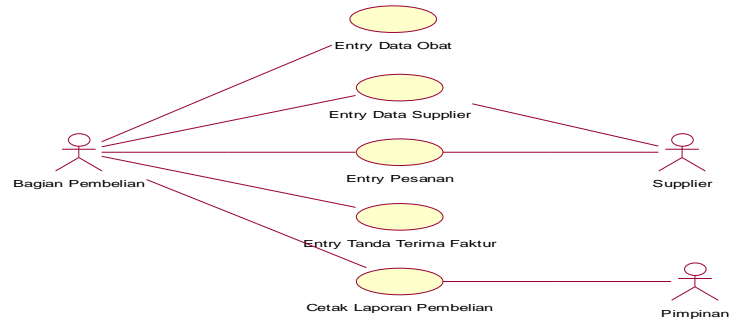 Entry Data Obat
Entry Data Supplier
Bagian Pembelian
Entry Pesanan
Supplier
Entry Tanda Terima Faktur
Cetak Laporan Pembelian
Pimpinan